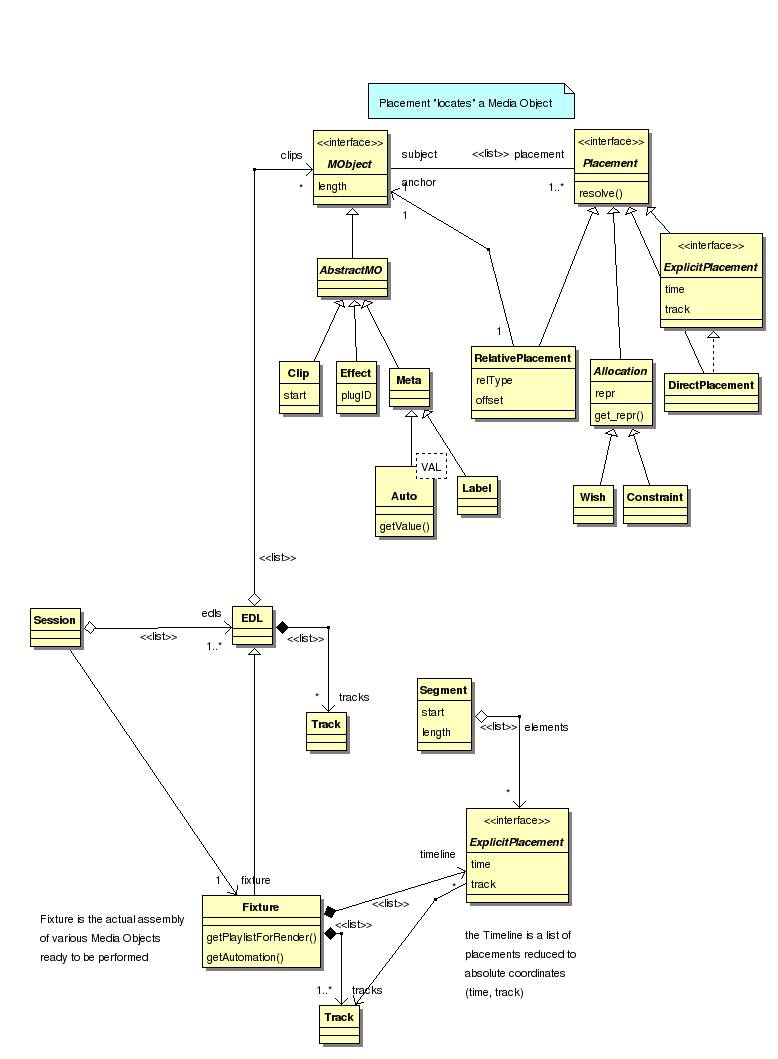 Placement "locates" a Media Object
<<interface>>
MObject
length
clips
*
subject
<<list>> placement
anchor
1
1
1..*
<<interface>>
Placement
resolve()
<<interface>>
ExplicitPlacement
time
track
AbstractMO
Clip
start
Effect
plugID
Meta
1
RelativePlacement
relType
offset
Allocation
repr
get_repr()
DirectPlacement
VAL
Auto
getValue()
Label
Wish
Constraint
<<list>>
Session
edls
<<list>>
1..*
EDL
<<list>>
* tracks
Track
Segment
start
length
<<list>> elements
*
<<interface>>
ExplicitPlacement
time
track
timeline
*
<<list>>
1 fixture
Fixture
getPlaylistForRender()
getAutomation()
<<list>>
1..* tracks
Track
Fixture is the actual assembly
of various Media Objects
ready to be performed
the Timeline is a list of
placements reduced to
absolute coordinates
(time, track)